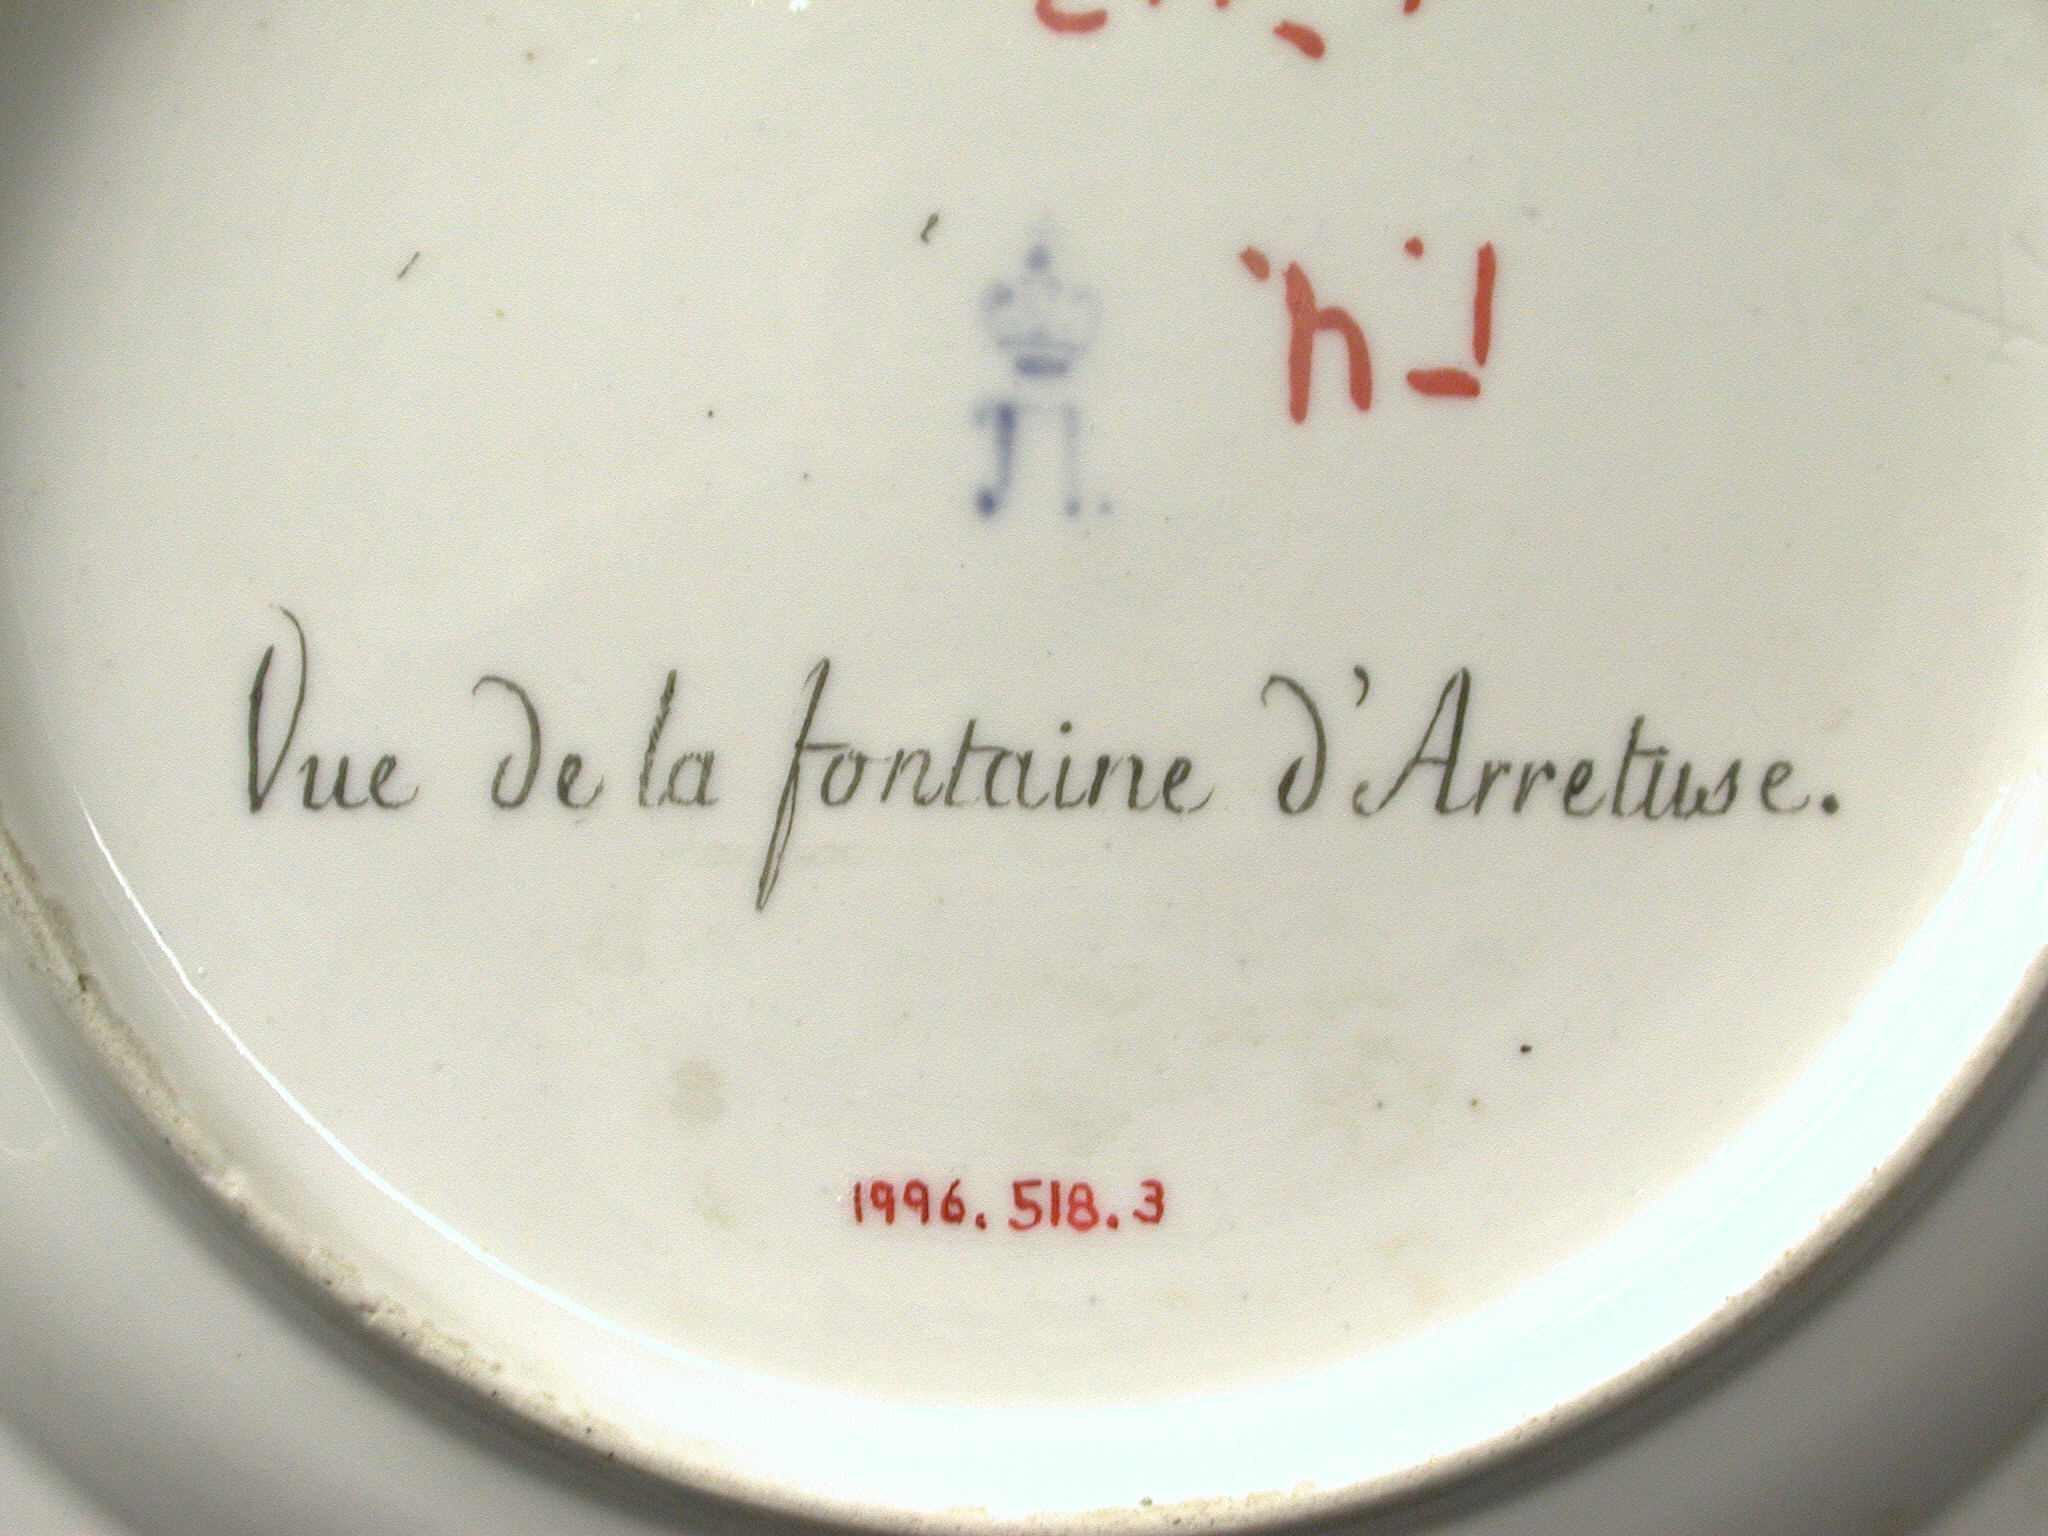 П.
Vue de la fontaine d'Arretuse.
1996.518.3